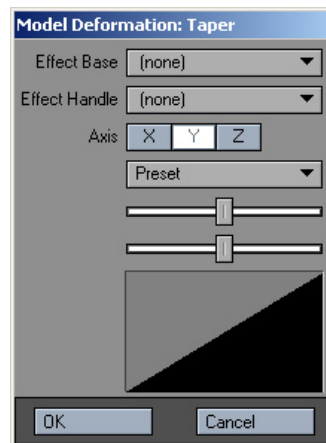 Model Deformation: Taper
Effect Base (none)
Effect Handle (none)
Axis X Y Z
Preset
OK Cancel